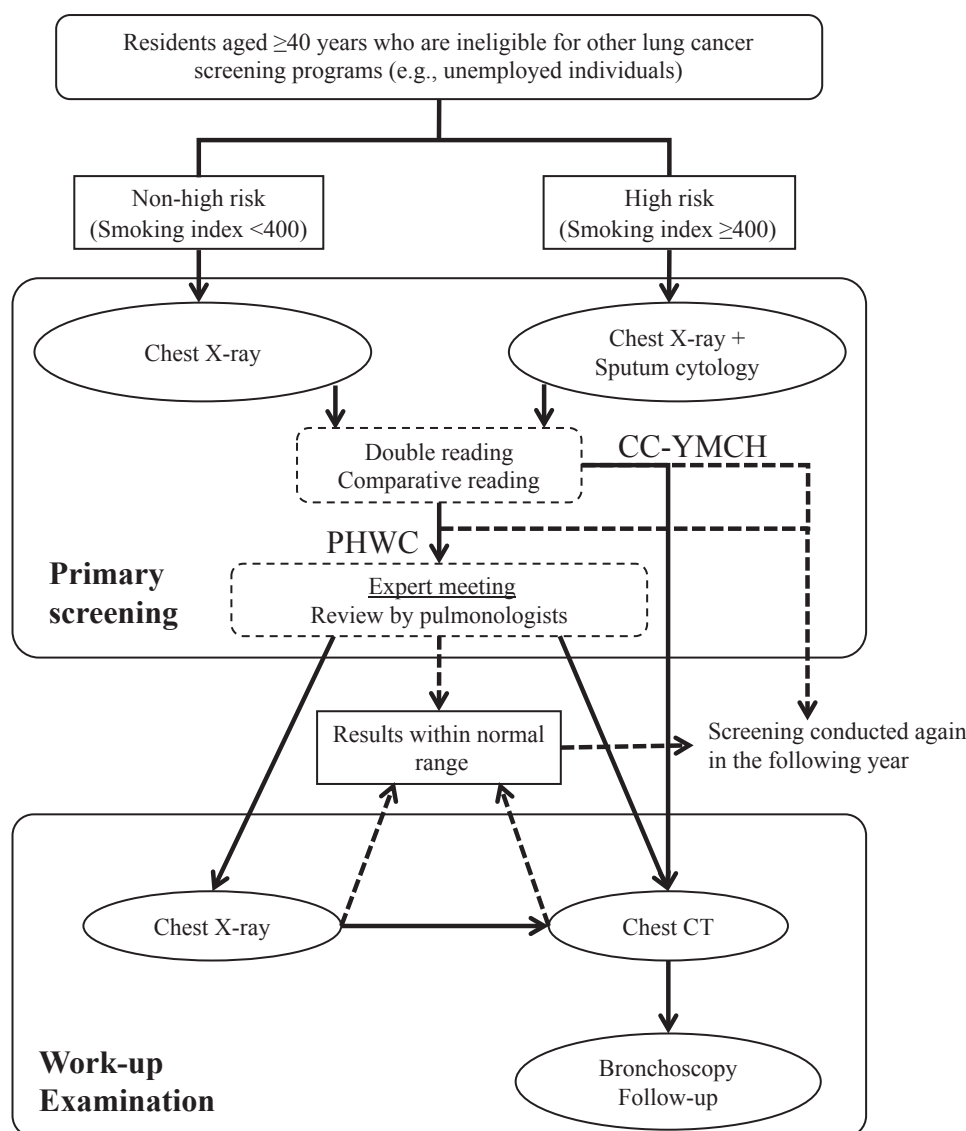 Residents aged ≥40 years who are ineligible for other lung cancer
screening programs (e.g., unemployed individuals)
Non-high risk
(Smoking index <400)
High risk
(Smoking index ≥400)
Chest X-ray
Chest X-ray +
Sputum cytology
Double reading
Comparative reading
CC-YMCH
PHWC
Expert meeting
Review by pulmonologists
Primary
screening
Results within normal
range
Screening conducted again
in the following year
Chest X-ray
Chest CT
Work-up
Examination
Bronchoscopy
Follow-up